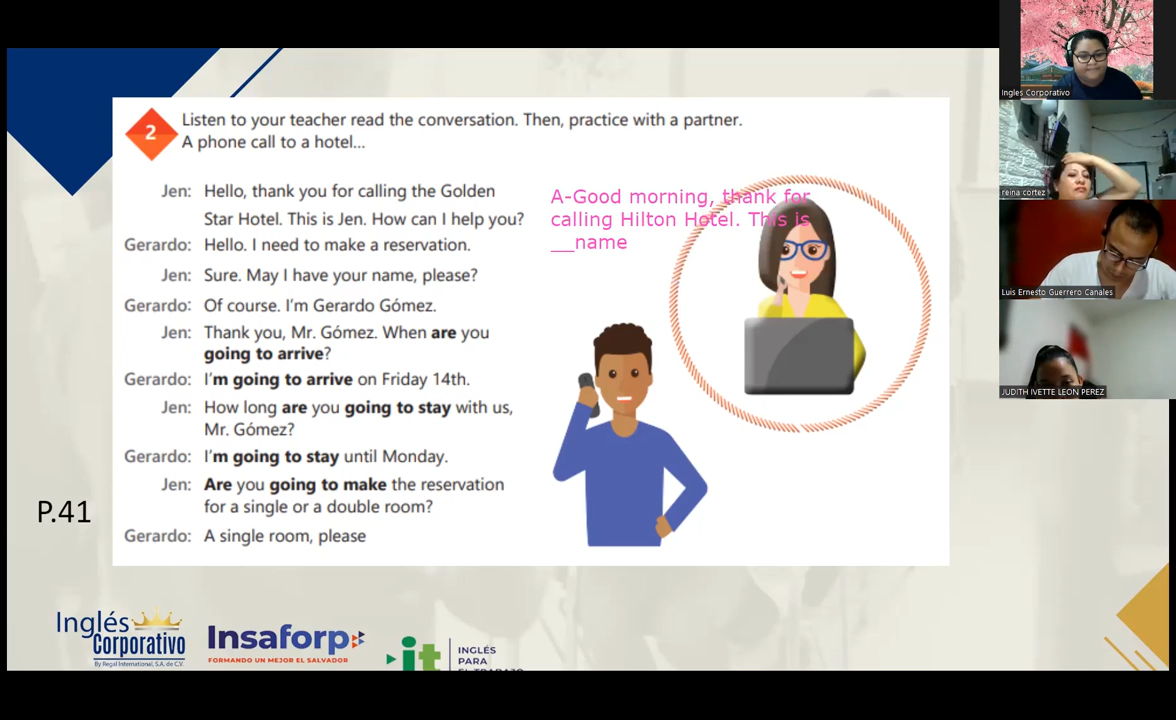 2
Listen to your teacher read the conversation. Then, practice with a partner.
A phone call to a hotel...
Jen: Hello, thank you for calling the Golden
Star Hotel. This is Jen. How can I help you?
Gerardo: Hello. I need to make a reservation.
Jen: Sure. May I have your name, please?
Gerardo: Of course. I'm Gerardo Gómez.
Jen: Thank you, Mr. Gómez. When are you
going to arrive?
Gerardo: I'm going to arrive on Friday 14th.
Jen: How long are you going to stay with us,
Mr. Gómez?
Gerardo: I'm going to stay until Monday.
Jen: Are you going to make the reservation
for a single or a double room?
Gerardo: A single room, please
A-Good morning, thank for
calling Hilton Hotel. This is
__name
P.41
Inglés
Corporativo
By Regal International, S.A. de C.V.
Insaforp
FORMANDO UN MEJOR EL SALVADOR
it
INGLÉS
PARA
EL TRABAJO
Ingles Corporativo
reina cortez
Luis Ernesto Guerrero Canales
JUDITH IVETTE LEON PEREZ